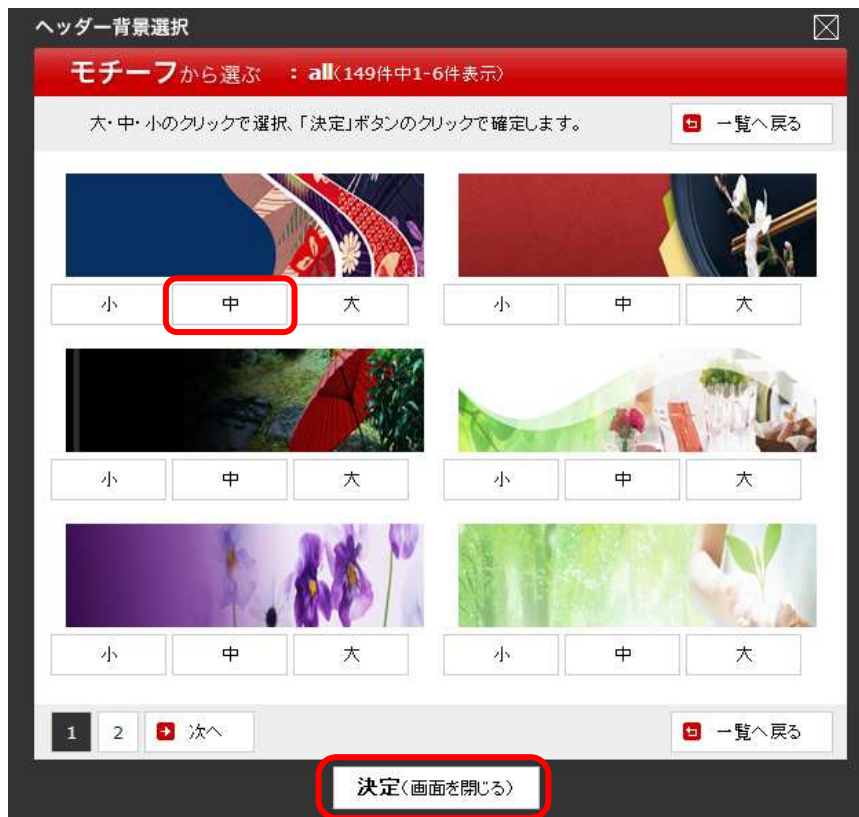 ヘッダー背景選択
モチーフから選ぶ : all(149件中1-6件表示)
大・中・小のクリックで選択、「決定」ボタンのクリックで確定します。 一覧へ戻る
小 中 大 小 中 大
小 中 大 小 中 大
小 中 大 小 中 大
1 2 次へ 一覧へ戻る
決定(画面を閉じる)